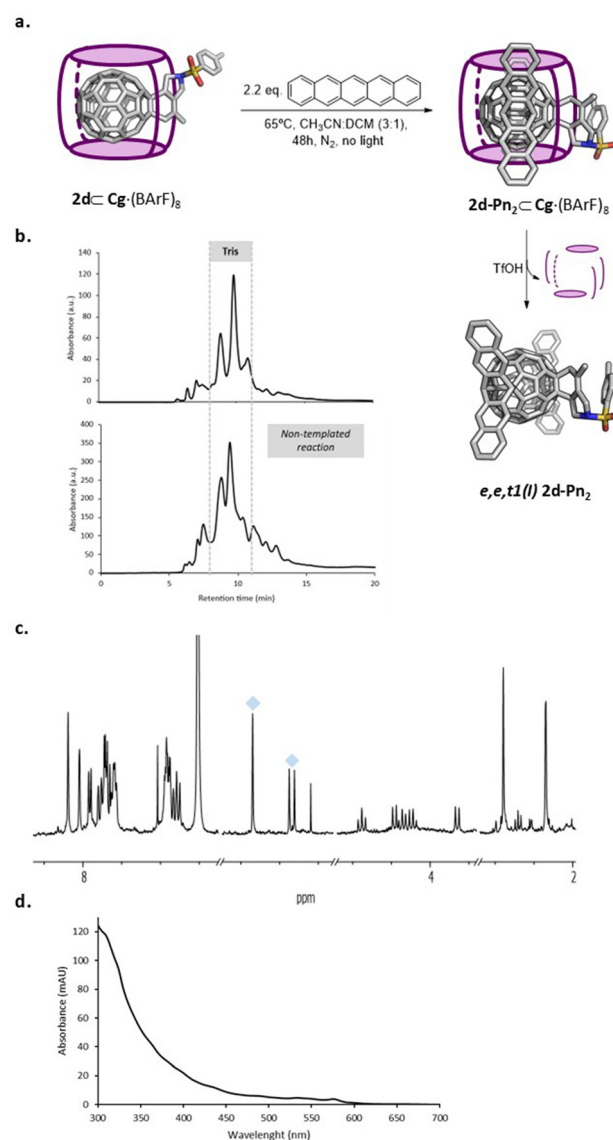 a.
2.2 eq.
65ºC, CH3CN:DCM (3:1),
48h, N2, no light
2d⊂ Cg·(BArF)8
2d-Pn2⊂ Cg·(BArF)8
TfOH
e,e,t1(I) 2d-Pn2
b.
Tris
Absorbance (a.u.)
140
120
100
80
60
40
20
0
Non-templated
reaction
Absorbance (a.u.)
400
350
300
250
200
150
100
50
0
0 5 10 15 20
Retention time (min)
c.
8 4 2
ppm
d.
Absorbance (mAU)
120
100
80
60
40
20
0
300 350 400 450 500 550 600 650 700
Wavelenght (nm)